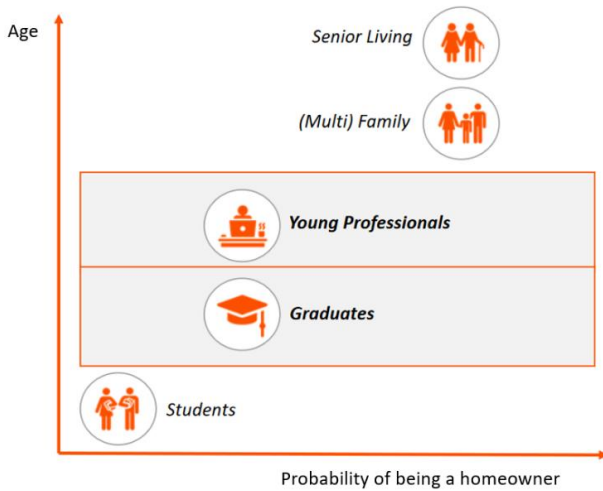 Age
Senior Living
(Multi) Family
Young Professionals
Graduates
Students
Probability of being a homeowner